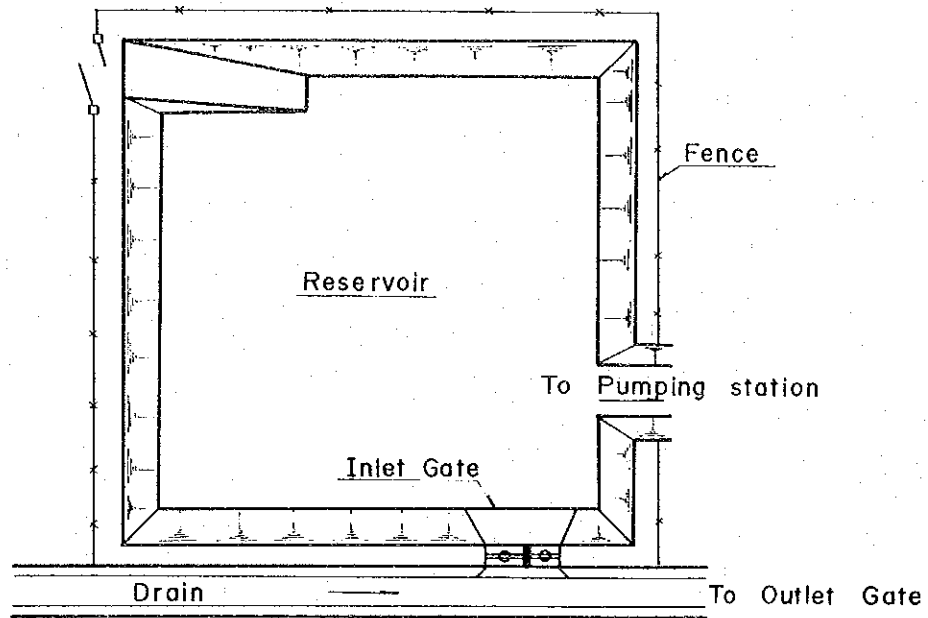 Fence
Reservoir
To Pumping station
Inlet Gate
Drain
To Outlet Gate